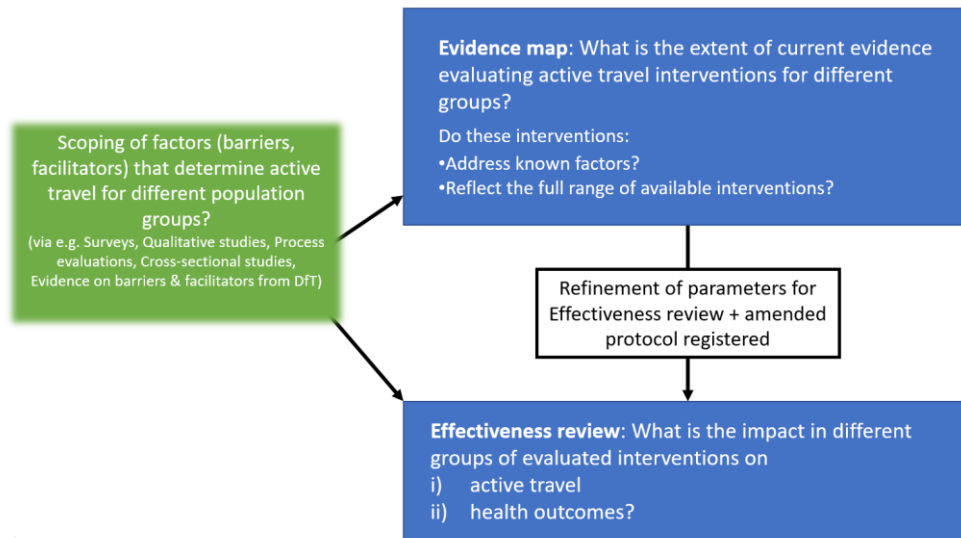 Scoping of factors (barriers,
facilitators) that determine active
travel for different population
groups?
(via e.g. Surveys, Qualitative studies, Process
evaluations, Cross-sectional studies,
Evidence on barriers & facilitators from DfT)
Evidence map: What is the extent of current evidence
evaluating active travel interventions for different
groups?
Do these interventions:
•Address known factors?
•Reflect the full range of available interventions?
Refinement of parameters for
Effectiveness review + amended
protocol registered
Effectiveness review: What is the impact in different
groups of evaluated interventions on
i) active travel
ii) health outcomes?